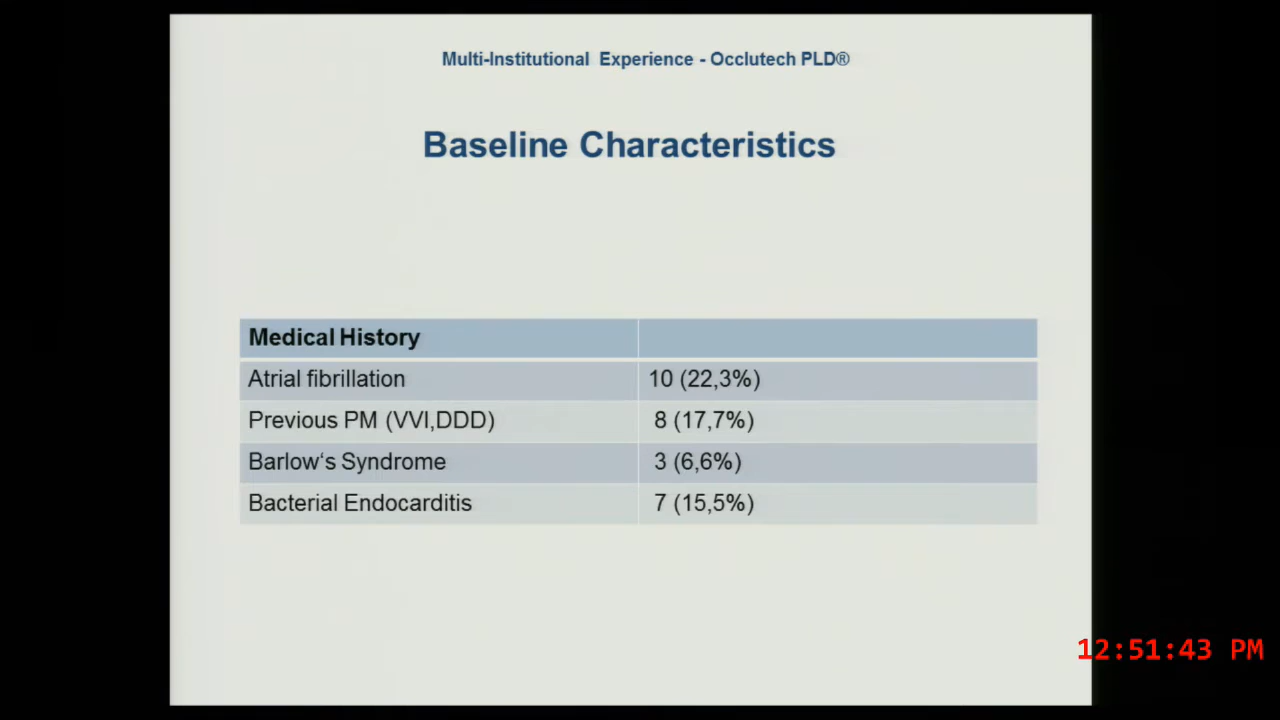 Multi-Institutional Experience - Occlutech PLD®
Baseline Characteristics
Medical History
Atrial fibrillation 10 (22,3%)
Previous PM (VVI,DDD) 8 (17,7%)
Barlow‘s Syndrome 3 (6,6%)
Bacterial Endocarditis 7 (15,5%)
12:51:43 PM